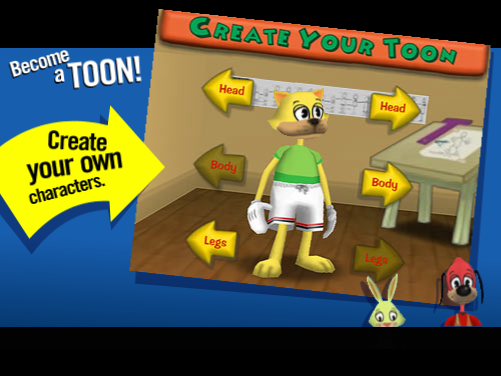 Become
a TOON!
CREATE YOUR TOON
Create
your own
characters.
Head
Head
Body
Body
Legs
Legs